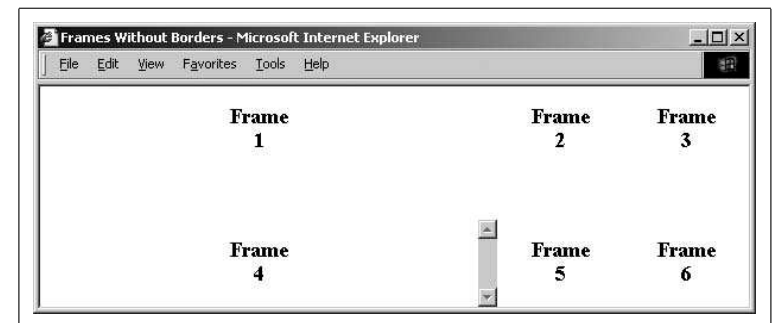 Frames Without Borders - Microsoft Internet Explorer
File Edit View Favorites Tools Help
Frame Frame Frame
1 2 3
Frame Frame Frame
4 5 6